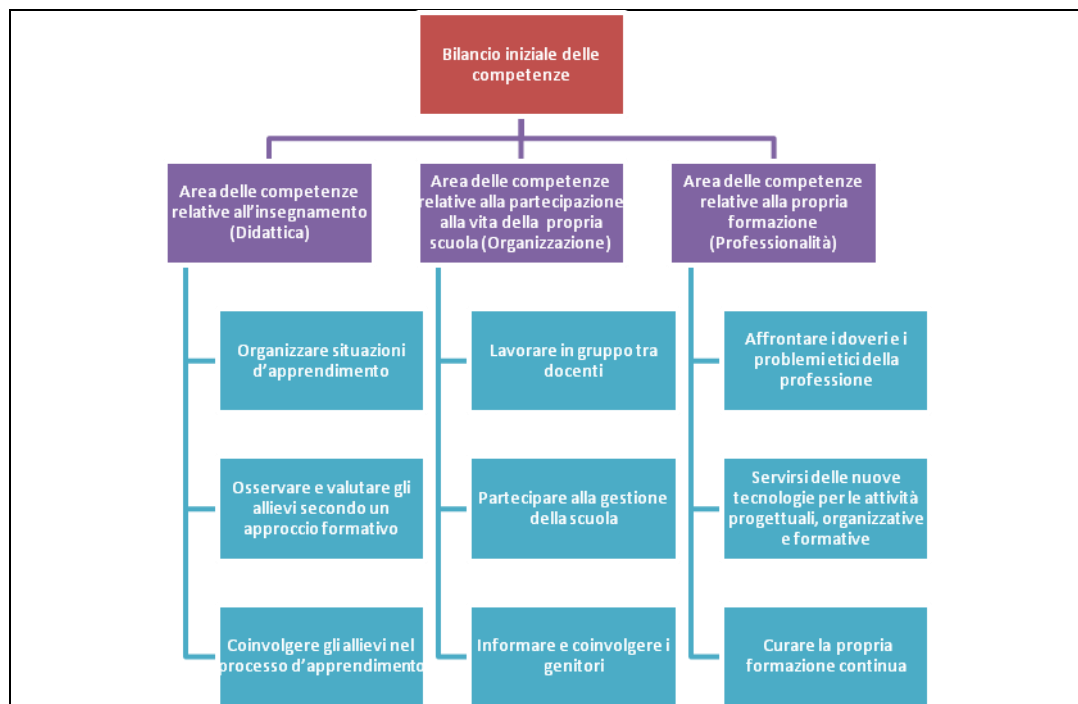 Bilancio iniziale delle
competenze
Area delle competenze
relative all'insegnamento
(Didattica)
Area delle competenze
relative alla partecipazione
alla vita della propria
scuola (Organizzazione)
Area delle competenze
relative alla propria
formazione
(Professionalità)
Organizzare situazioni
d'apprendimento
Osservare e valutare gli
allievi secondo un
approccio formativo
Coinvolgere gli allievi nel
processo d'apprendimento
Lavorare in gruppo tra
docenti
Partecipare alla gestione
della scuola
Informare e coinvolgere i
genitori
Affrontare i doveri e i
problemi etici della
professione
Servirsi delle nuove
tecnologie per le attività
progettuali, organizzative
e formative
Curare la propria
formazione continua